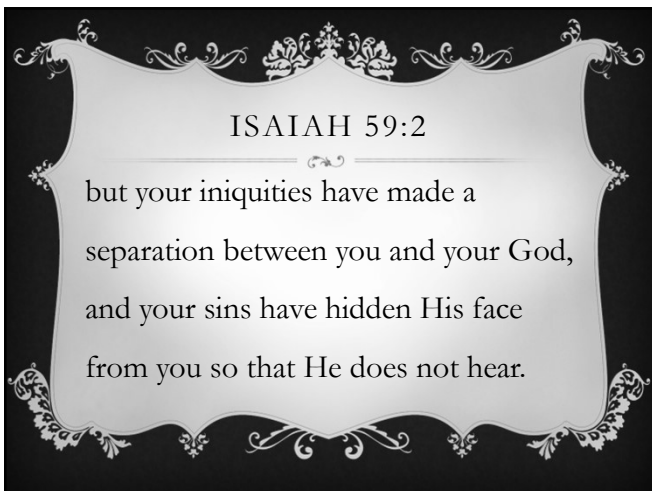 ISAIAH 59:2
but your iniquities have made a
separation between you and your God,
and your sins have hidden His face
from you so that He does not hear.